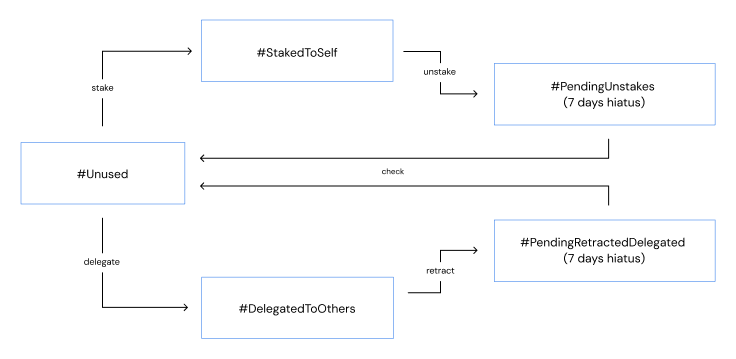 #StakedToSelf
unstake
stake
#PendingUnstakes
(7 days hiatus)
#Unused
check
#PendingRetractedDelegated
(7 days hiatus)
delegate
retract
#DelegatedToOthers